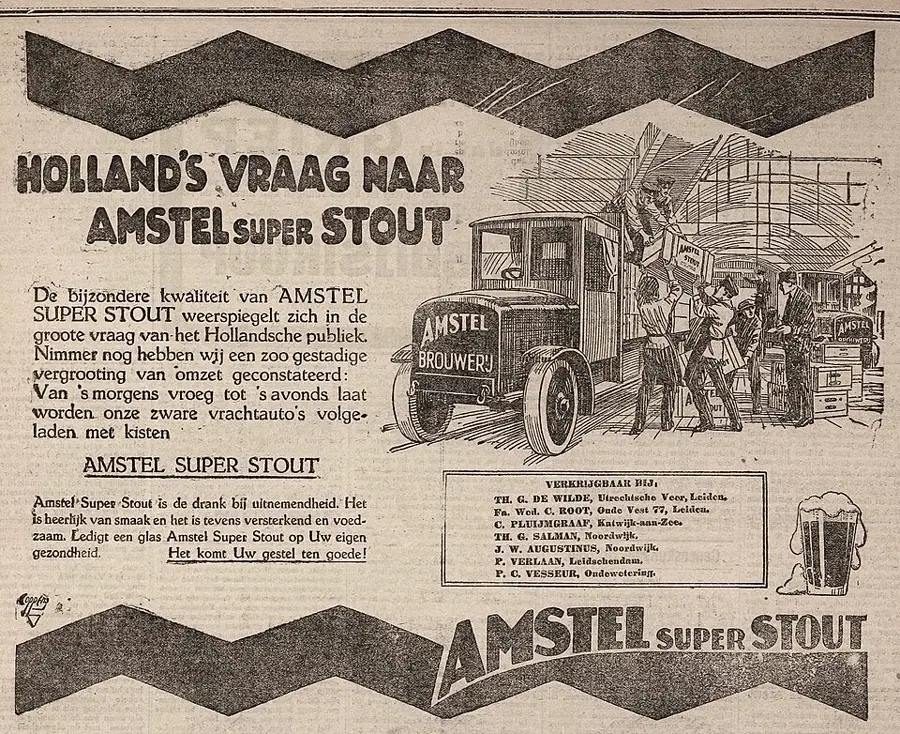 HOLLAND'S VRAAG NAAR
AMSTEL SUPER STOUT
De bijzondere kwaliteit van AMSTEL
SUPER STOUT weerspiegelt zich in de
groote vraag van het Hollandsche publiek.
Nimmer nog hebben wij een zoo gestadige
vergrooting van omzet geconstateerd:
Van 's morgens vroeg tot 's avonds laat
worden onze zware vrachtauto's volge-
laden met kisten
AMSTEL SUPER STOUT
Amstel Super Stout is de drank bij uitnemendheid. Het
is heerlijk van smaak en het is tevens versterkend en voed-
zaam. Ledigt een glas Amstel Super Stout op Uw eigen
gezondheid. Het komt Uw gestel ten goede!
AMSTEL
STOUT
AMSTEL
BROUWERIJ
AMSTEL
BROUWERIJ
VERKRIJGBAAR BIJ:
TH. G. DE WILDE, Utrechtsche Veer, Leiden.
Fa. Wed. C. ROOT, Oude Vest 77, Leiden.
C. PLUIJMGRAAF, Katwijk-aan-Zee.
TH. G. SALMAN, Noordwijk.
J. W. AUGUSTINUS, Noordwijk.
P. VERLAAN, Leidschendam.
P. C. VESSEUR, Oudewetering.
AMSTEL SUPER STOUT